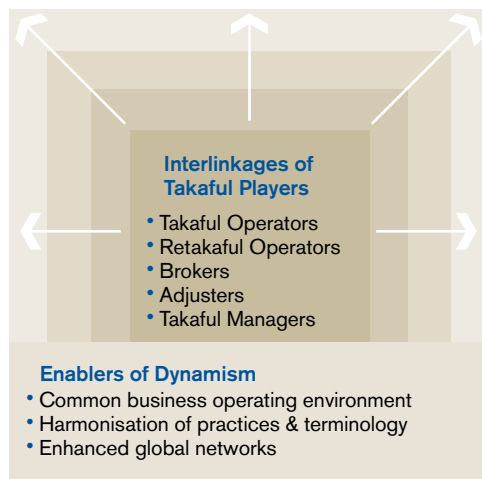 Interlinkages of
Takaful Players
• Takaful Operators
• Retakaful Operators
• Brokers
• Adjusters
• Takaful Managers
Enablers of Dynamism
• Common business operating environment
• Harmonisation of practices & terminology
• Enhanced global networks